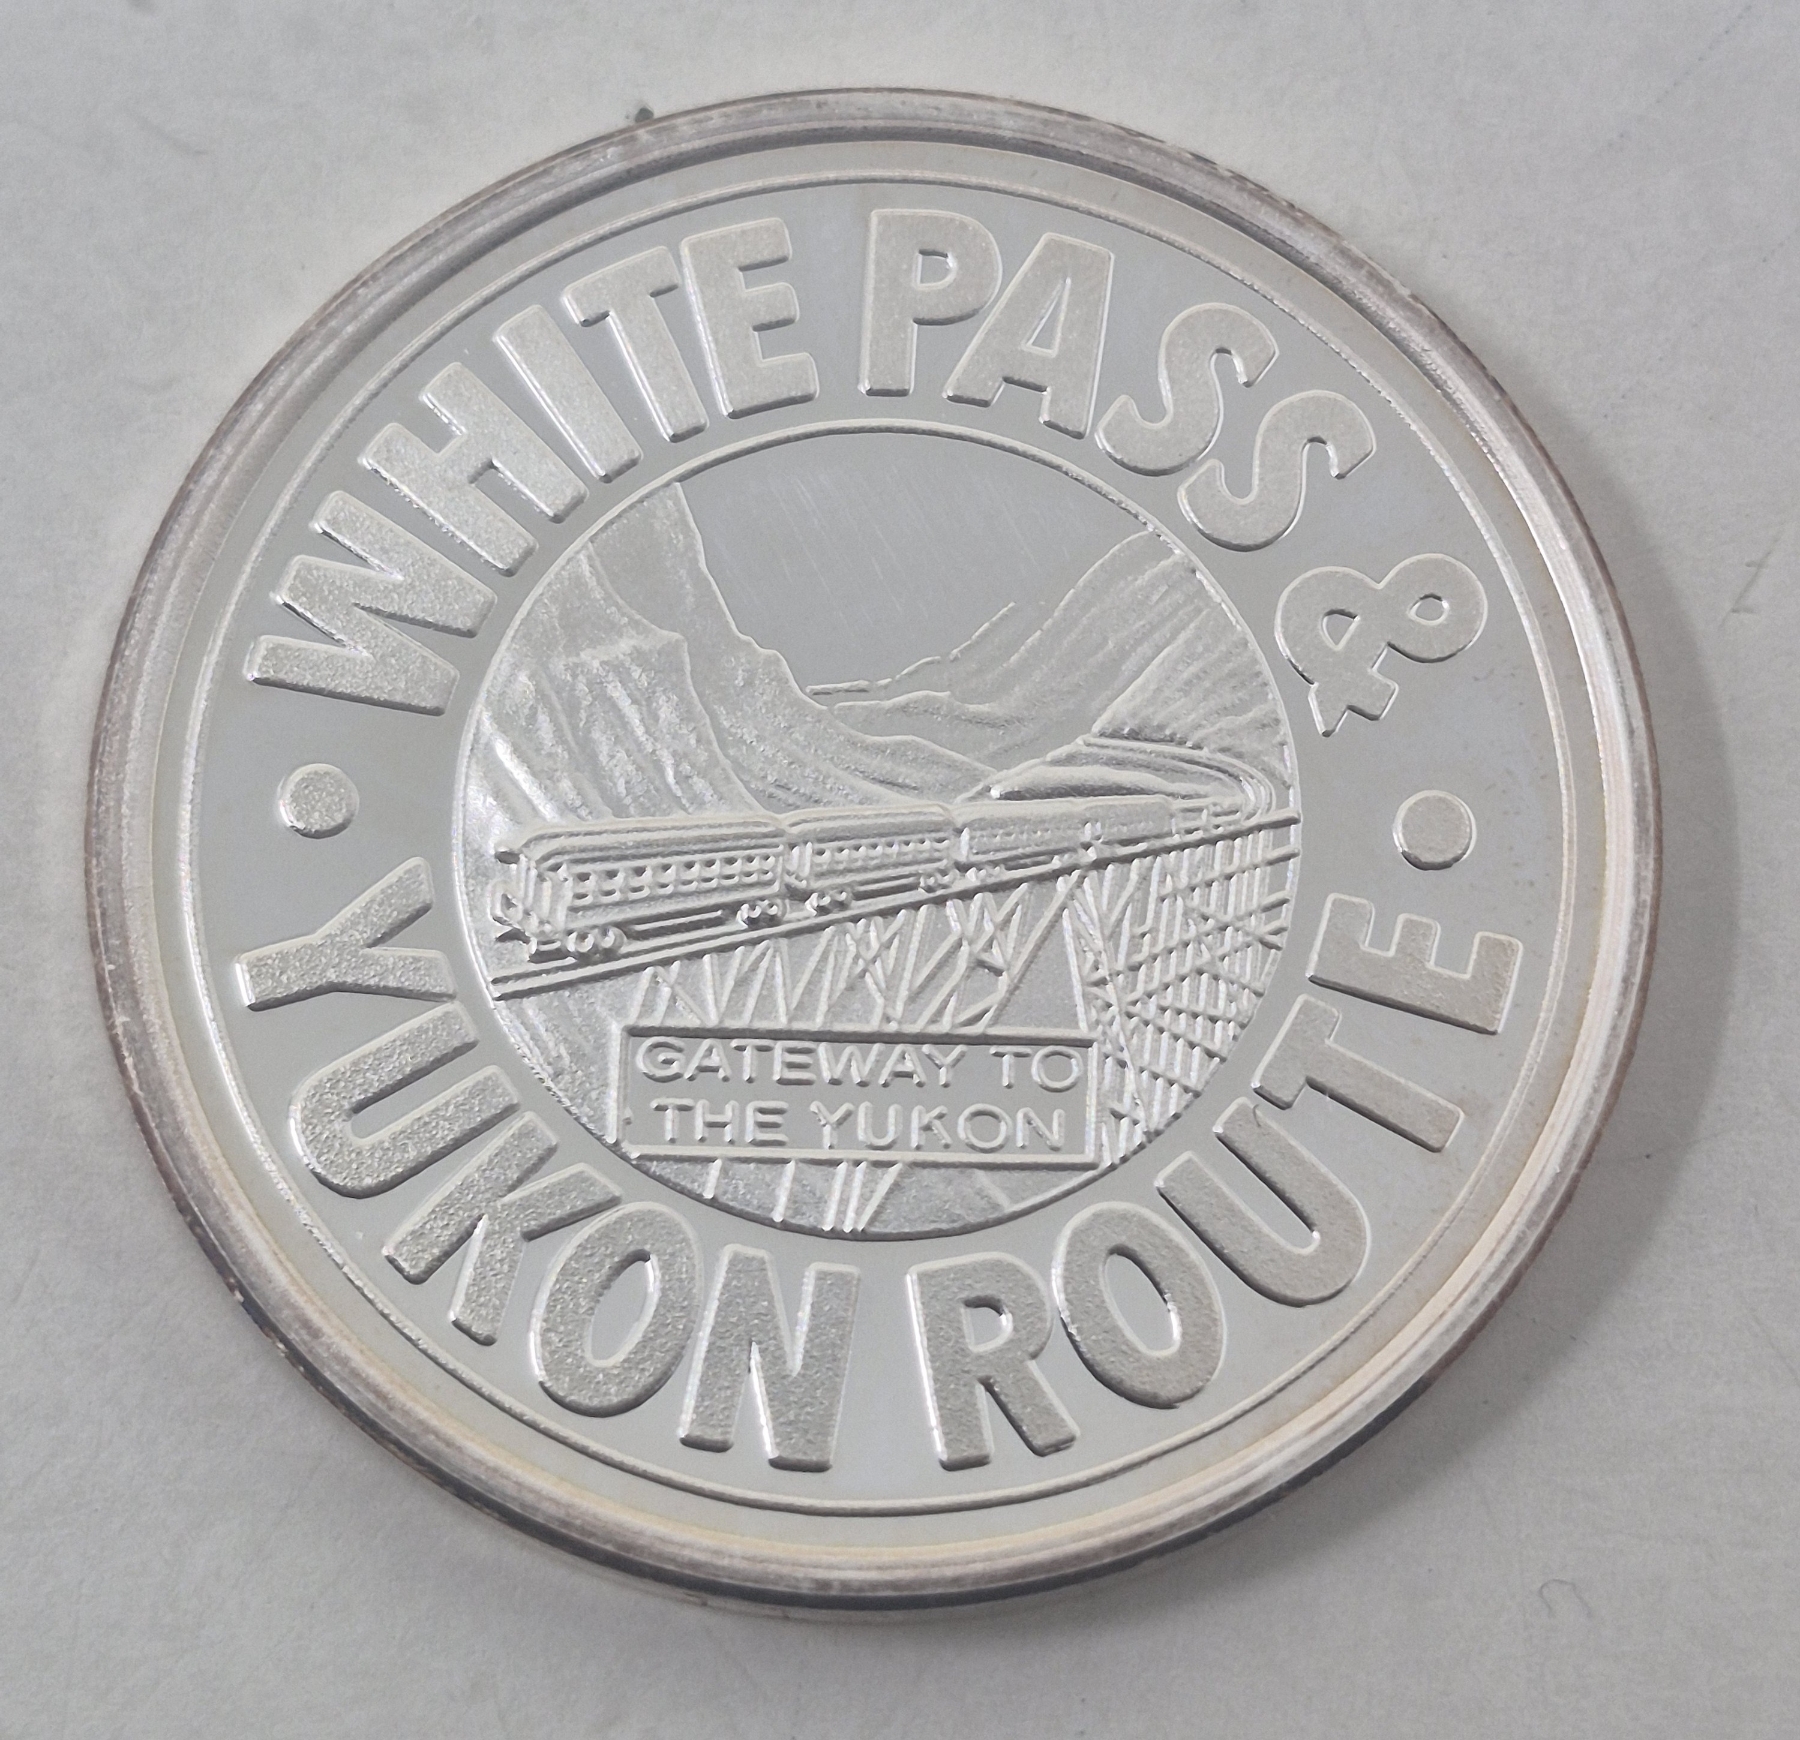 WHITE PASS &
YUKON ROUTE
GATEWAY TO
THE YUKON